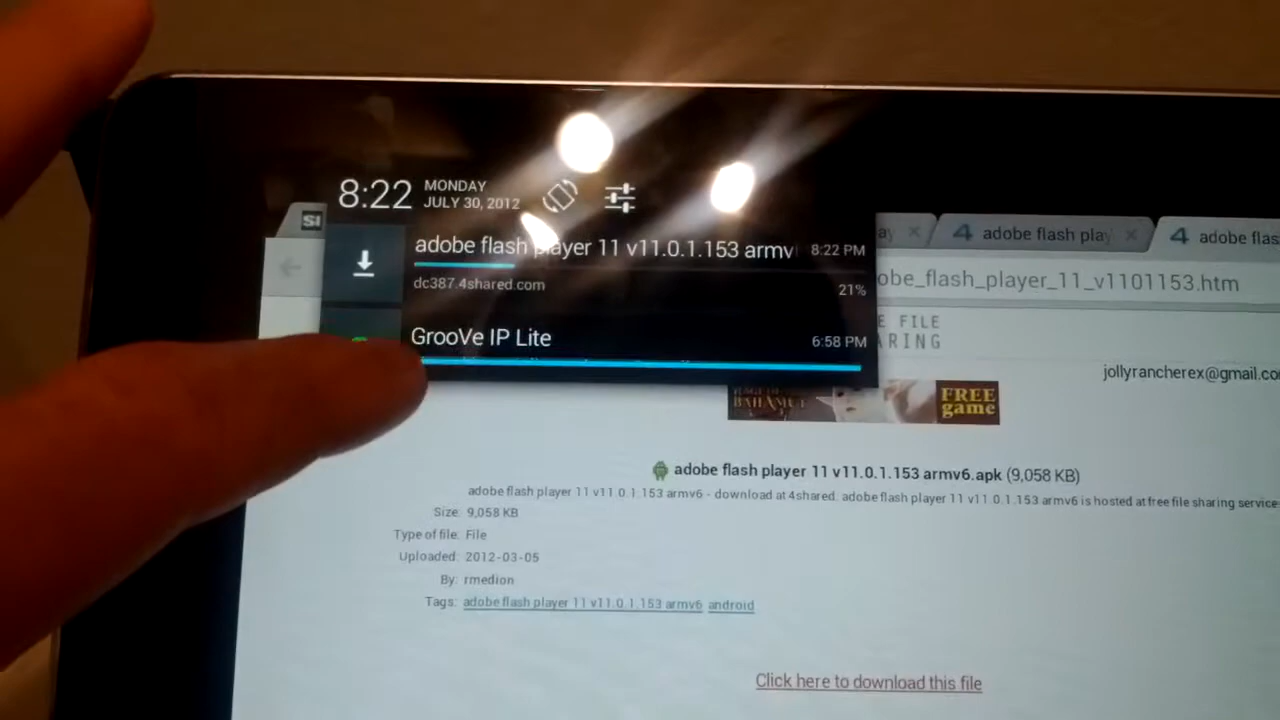 8:22 MONDAY
JULY 30, 2012
SI
adobe flash player 11 v11.0.1.153 armv 8:22 PM
dc387.4shared.com 21%
GrooVe IP Lite 6:58 PM
4 adobe flash play
4 adobe flas
obe_flash_player_11_v1101153.htm
E FILE
ARING
jollyrancherex@gmail.co
BAHAMUT
FREE
game
adobe flash player 11 v11.0.1.153 armv6.apk (9,058 KB)
adobe flash player 11 v11.0.1.153 armv6 - download at 4shared. adobe flash player 11 v11.0.1.153 armv6 is hosted at free file sharing service
Size: 9,058 KB
Type of file: File
Uploaded: 2012-03-05
By: rmedion
Tags: adobe flash player 11 v11.0.1.153 armv6 android
Click here to download this file